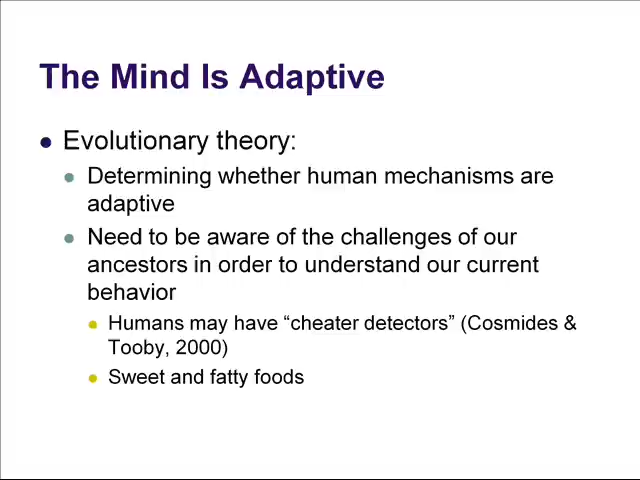 The Mind Is Adaptive
Evolutionary theory:
Determining whether human mechanisms are
adaptive
Need to be aware of the challenges of our
ancestors in order to understand our current
behavior
Humans may have “cheater detectors” (Cosmides &
Tooby, 2000)
Sweet and fatty foods